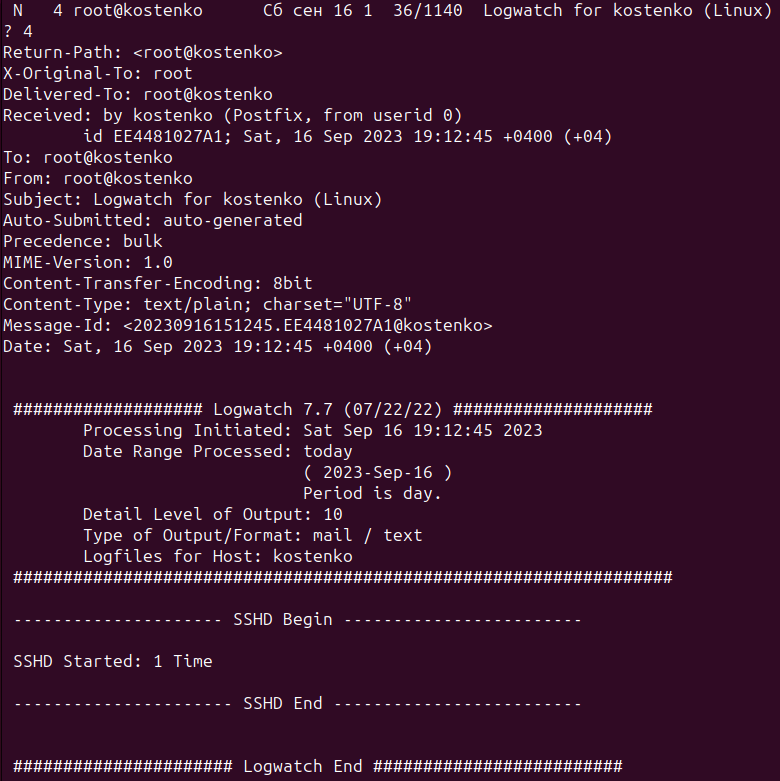 N   4 root@kostenko      Сб сен 16 1  36/1140  Logwatch for kostenko (Linux)
? 4
Return-Path: <root@kostenko>
X-Original-To: root
Delivered-To: root@kostenko
Received: by kostenko (Postfix, from userid 0)
        id EE4481027A1; Sat, 16 Sep 2023 19:12:45 +0400 (+04)
To: root@kostenko
From: root@kostenko
Subject: Logwatch for kostenko (Linux)
Auto-Submitted: auto-generated
Precedence: bulk
MIME-Version: 1.0
Content-Transfer-Encoding: 8bit
Content-Type: text/plain; charset="UTF-8"
Message-Id: <20230916151245.EE4481027A1@kostenko>
Date: Sat, 16 Sep 2023 19:12:45 +0400 (+04)

 ################### Logwatch 7.7 (07/22/22) ####################
        Processing Initiated: Sat Sep 16 19:12:45 2023
        Date Range Processed: today
                              ( 2023-Sep-16 )
                              Period is day.
        Detail Level of Output: 10
        Type of Output/Format: mail / text
        Logfiles for Host: kostenko
 ##################################################################

 --------------------- SSHD Begin ------------------------

 SSHD Started: 1 Time

 ---------------------- SSHD End -------------------------

 ###################### Logwatch End #########################